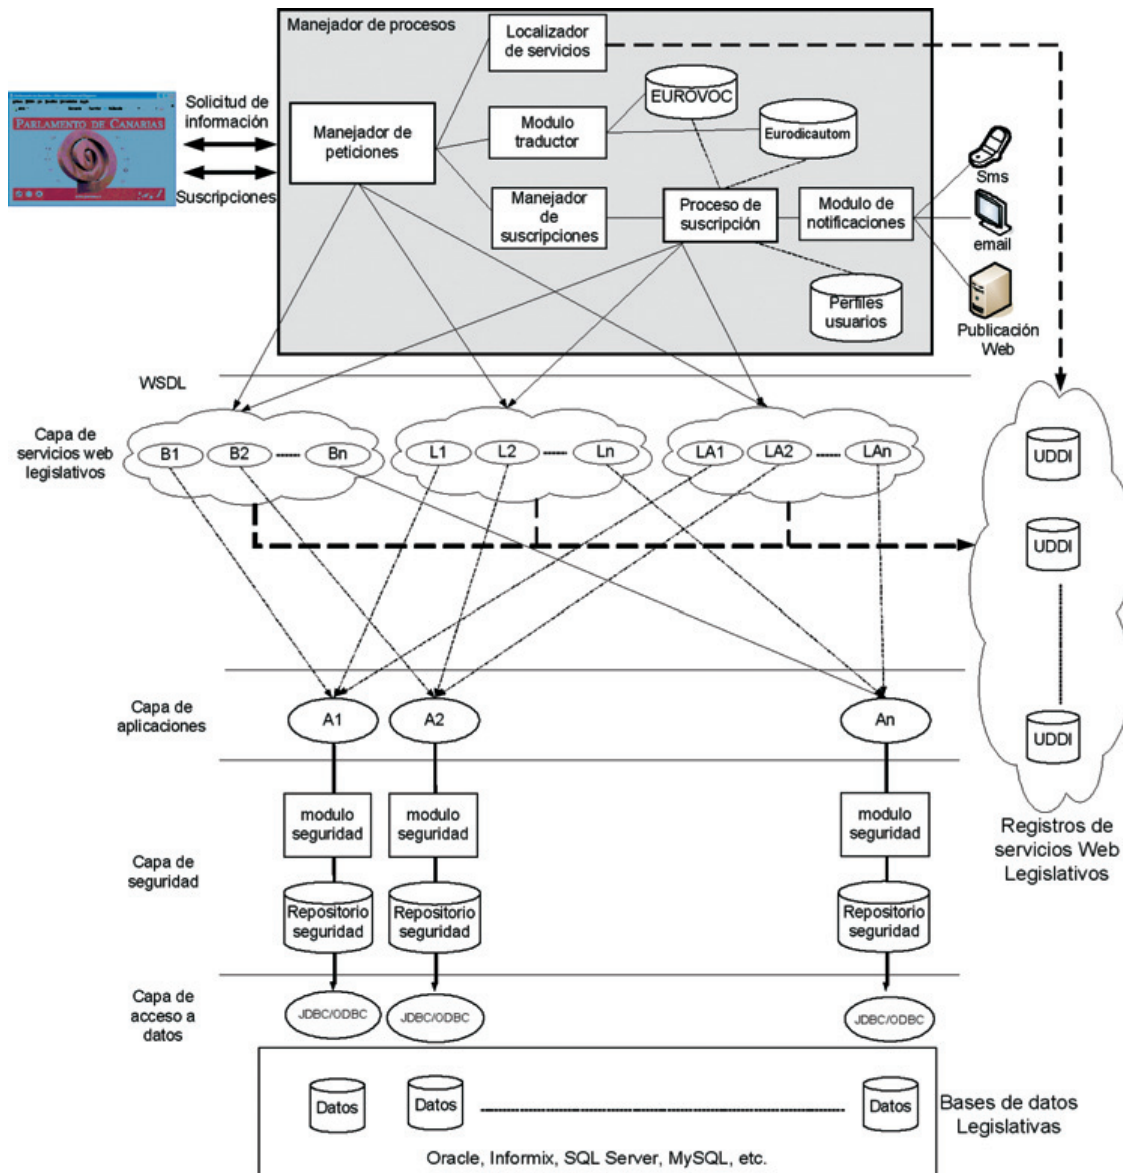 Manejador de procesos
Localizador
de servicios
Solicitud de
información
PARLAMENTO DE CANARIAS
Suscripciones
Manejador de
peticiones
Modulo
traductor
EUROVOC
Eurodicautom
Manejador
de
suscripciones
Proceso de
suscripción
Modulo de
notificaciones
Perfiles
usuarios
Sms
email
Publicación
Web
WSDL
Capa de
servicios web
legislativos
B1
B2
Bn
L1
L2
Ln
LA1
LA2
LAn
UDDI
UDDI
UDDI
Registros de
servicios Web
Legislativos
Capa de
aplicaciones
A1
A2
An
Capa de
seguridad
modulo
seguridad
modulo
seguridad
modulo
seguridad
Repositorio
seguridad
Repositorio
seguridad
Repositorio
seguridad
Capa de
acceso a
datos
JDBC/ODBC
JDBC/ODBC
JDBC/ODBC
Datos
Datos
Datos
Bases de datos
Legislativas
Oracle, Informix, SQL Server, MySQL, etc.